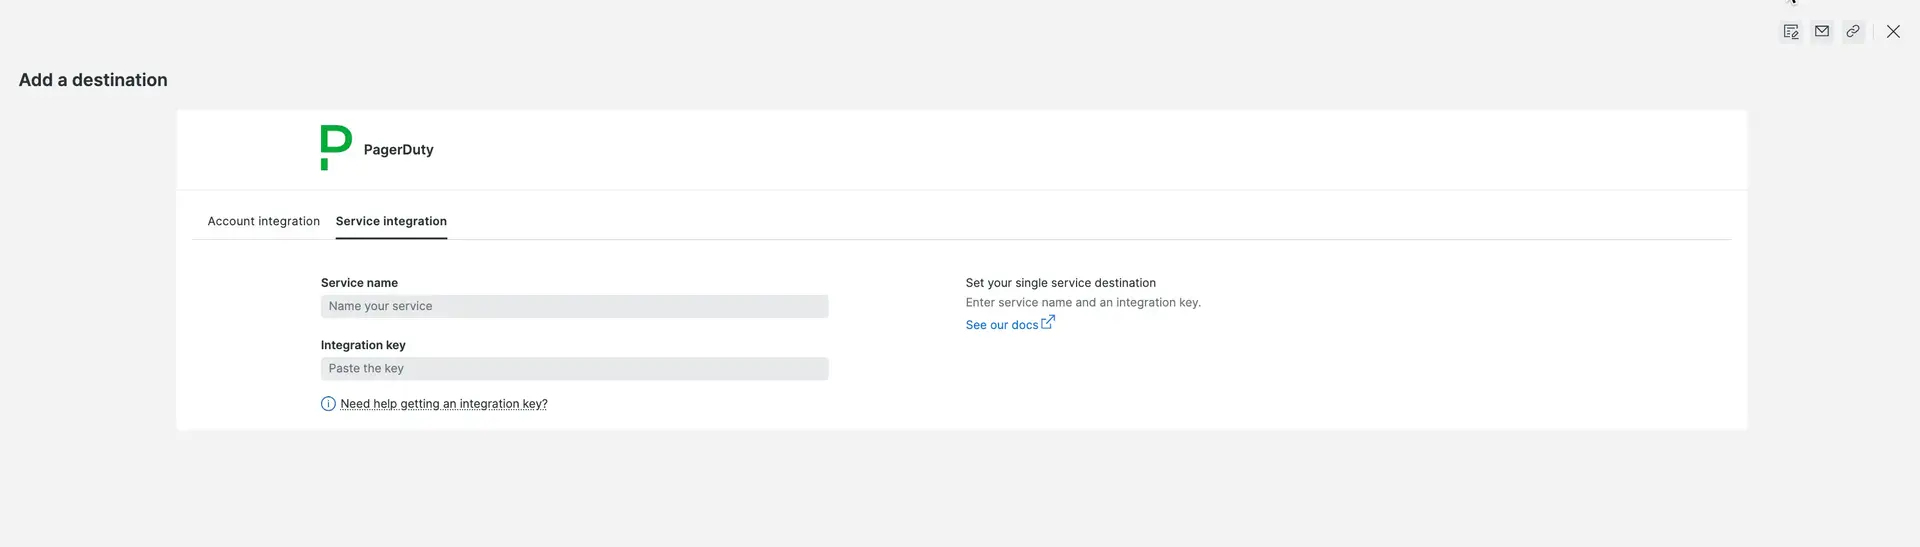 Add a destination
PagerDuty
Account integration
Service integration
Service name
Name your service
Integration key
Paste the key
Need help getting an integration key?
Set your single service destination
Enter service name and an integration key.
See our docs